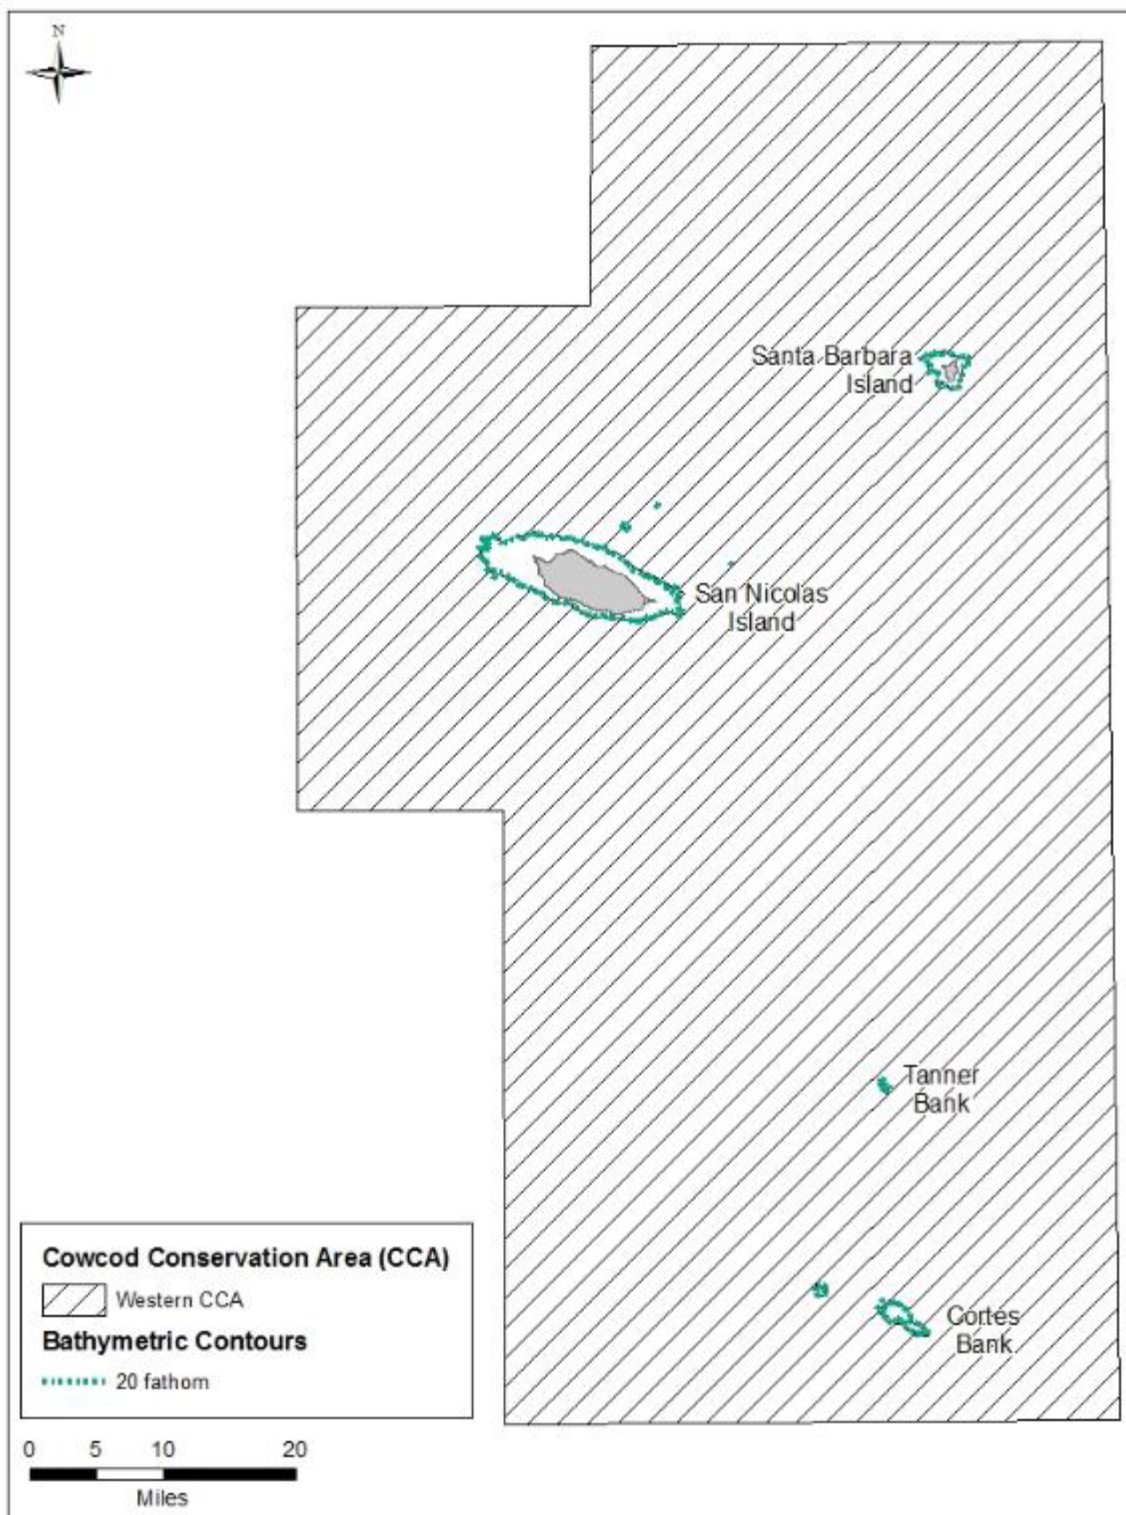 N
Santa Barbara
Island
San Nicolas
Island
Tanner
Bank
Cortes
Bank
Cowcod Conservation Area (CCA)
Western CCA
Bathymetric Contours
20 fathom
0 5 10 20
Miles